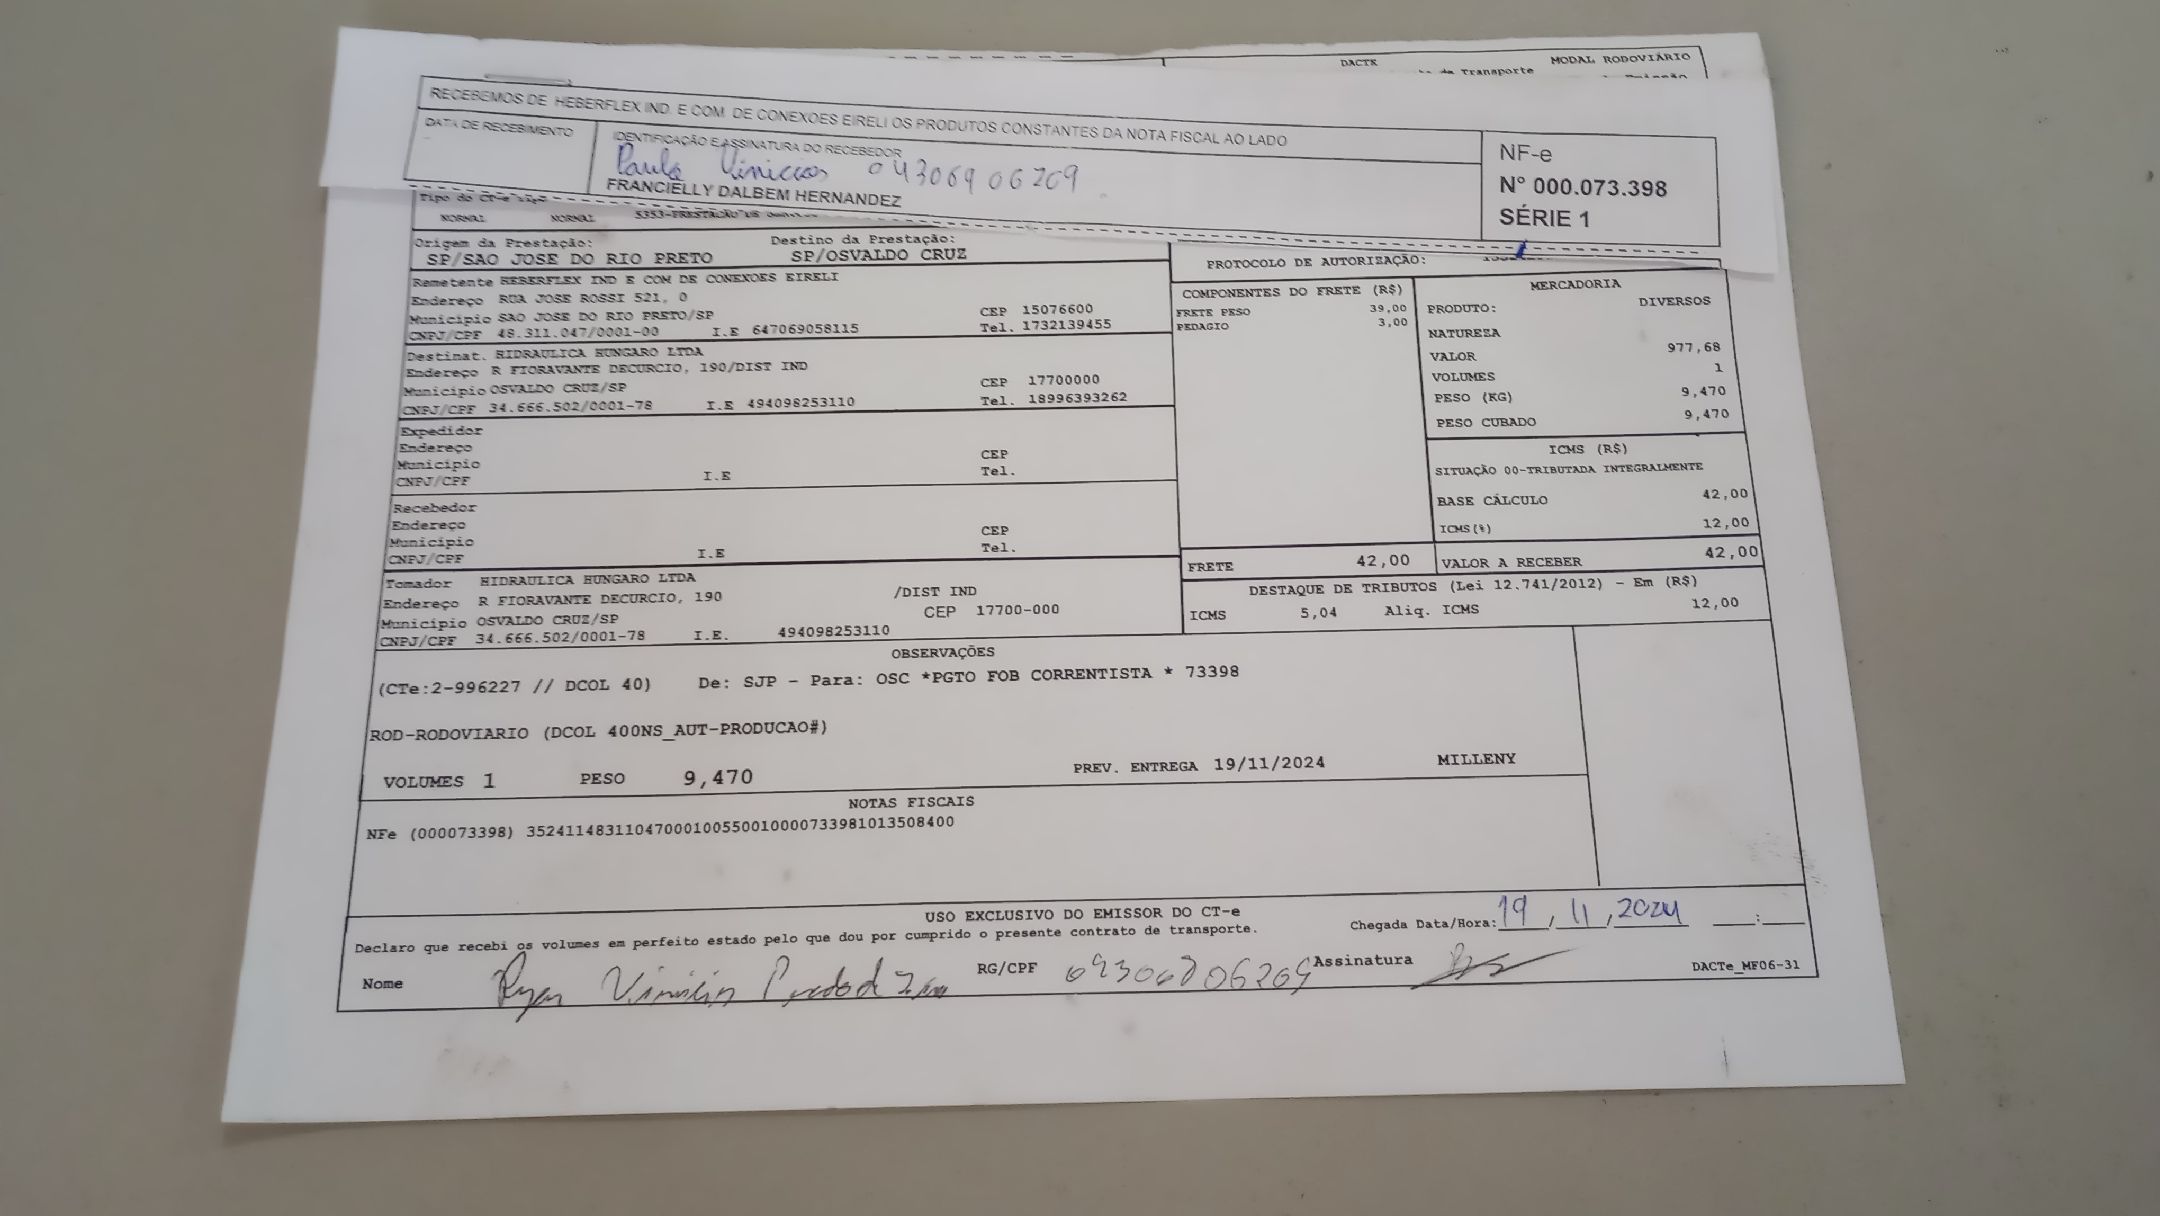 DACTE MODAL RODOVIÁRIO
Transporte
RECEBEMOS DE HEBERFLEX IND. E COM. DE CONEXOES EIRELI OS PRODUTOS CONSTANTES DA NOTA FISCAL AO LADO
DATA DE RECEBIMENTO
IDENTIFICAÇÃO E ASSINATURA DO RECEBEDOR
Vinicios
FRANCIELLY DALBEM HERNANDEZ
NF-e
N° 000.073.398
SÉRIE 1
Tipo do CT-e
NORMAL NORMAL
Origem da Prestação: Destino da Prestação:
SP/SAO JOSE DO RIO PRETO SP/OSVALDO CRUZ
PROTOCOLO DE AUTORIZAÇÃO:
Remetente HEBERFLEX IND E COM DE CONEXOES EIRELI
Endereço RUA JOSE ROSSI 521, 0
Município SAO JOSE DO RIO PRETO/SP CEP 15076600
CNPJ/CPF 48.311.047/0001-00 I.E 647069058115 Tel. 1732139455
Destinat. HIDRAULICA HUNGARO LTDA
Endereço R FIORAVANTE DECURCIO, 190/DIST IND
Município OSVALDO CRUZ/SP CEP 17700000
CNPJ/CPF 34.666.502/0001-78 I.E 494098253110 Tel. 18996393262
Expedidor
Endereço
Município CEP
CNPJ/CPF I.E Tel.
Recebedor
Endereço
Município CEP
CNPJ/CPF I.E Tel.
Tomador HIDRAULICA HUNGARO LTDA
Endereço R FIORAVANTE DECURCIO, 190 /DIST IND
Município OSVALDO CRUZ/SP CEP 17700-000
CNPJ/CPF 34.666.502/0001-78 I.E. 494098253110
COMPONENTES DO FRETE (R$)
FRETE PESO 39,00
PEDAGIO 3,00
FRETE 42,00
MERCADORIA
PRODUTO: DIVERSOS
NATUREZA
VALOR 977,68
VOLUMES 1
PESO (KG) 9,470
PESO CUBADO 9,470
ICMS (R$)
SITUAÇÃO 00-TRIBUTADA INTEGRALMENTE
BASE CÁLCULO 42,00
ICMS(%) 12,00
VALOR A RECEBER 42,00
DESTAQUE DE TRIBUTOS (Lei 12.741/2012) - Em (R$)
ICMS 5,04 Aliq. ICMS 12,00
OBSERVAÇÕES
(CTe:2-996227 // DCOL 40) De: SJP - Para: OSC *PGTO FOB CORRENTISTA * 73398
ROD-RODOVIARIO (DCOL 400NS_AUT-PRODUCAO#)
VOLUMES 1 PESO 9,470 PREV. ENTREGA 19/11/2024 MILLENY
NOTAS FISCAIS
NFe (000073398) 35241148311047000100550010000733981013508400
USO EXCLUSIVO DO EMISSOR DO CT-e
Declaro que recebi os volumes em perfeito estado pelo que dou por cumprido o presente contrato de transporte.
Chegada Data/Hora: 19 / 11 / 2024 :
Nome RG/CPF Assinatura
DACTe_MF06-31